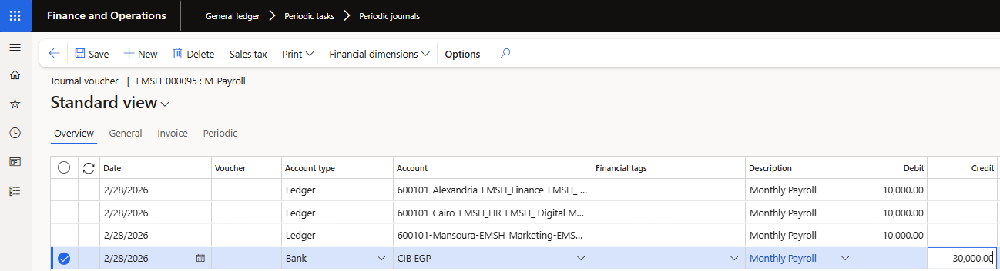 Finance and Operations General ledger Periodic tasks Periodic journals
Save New Delete Sales tax Print Financial dimensions Options
Journal voucher | EMSH-000095 : M-Payroll
Standard view
Overview General Invoice Periodic
Date Voucher Account type Account Financial tags Description Debit Credit
2/28/2026 Ledger 600101-Alexandria-EMSH_Finance-EMSH_ ... Monthly Payroll 10,000.00
2/28/2026 Ledger 600101-Cairo-EMSH_HR-EMSH_ Digital M... Monthly Payroll 10,000.00
2/28/2026 Ledger 600101-Mansoura-EMSH_Marketing-EMS... Monthly Payroll 10,000.00
2/28/2026 Bank CIB EGP Monthly Payroll 30,000.00